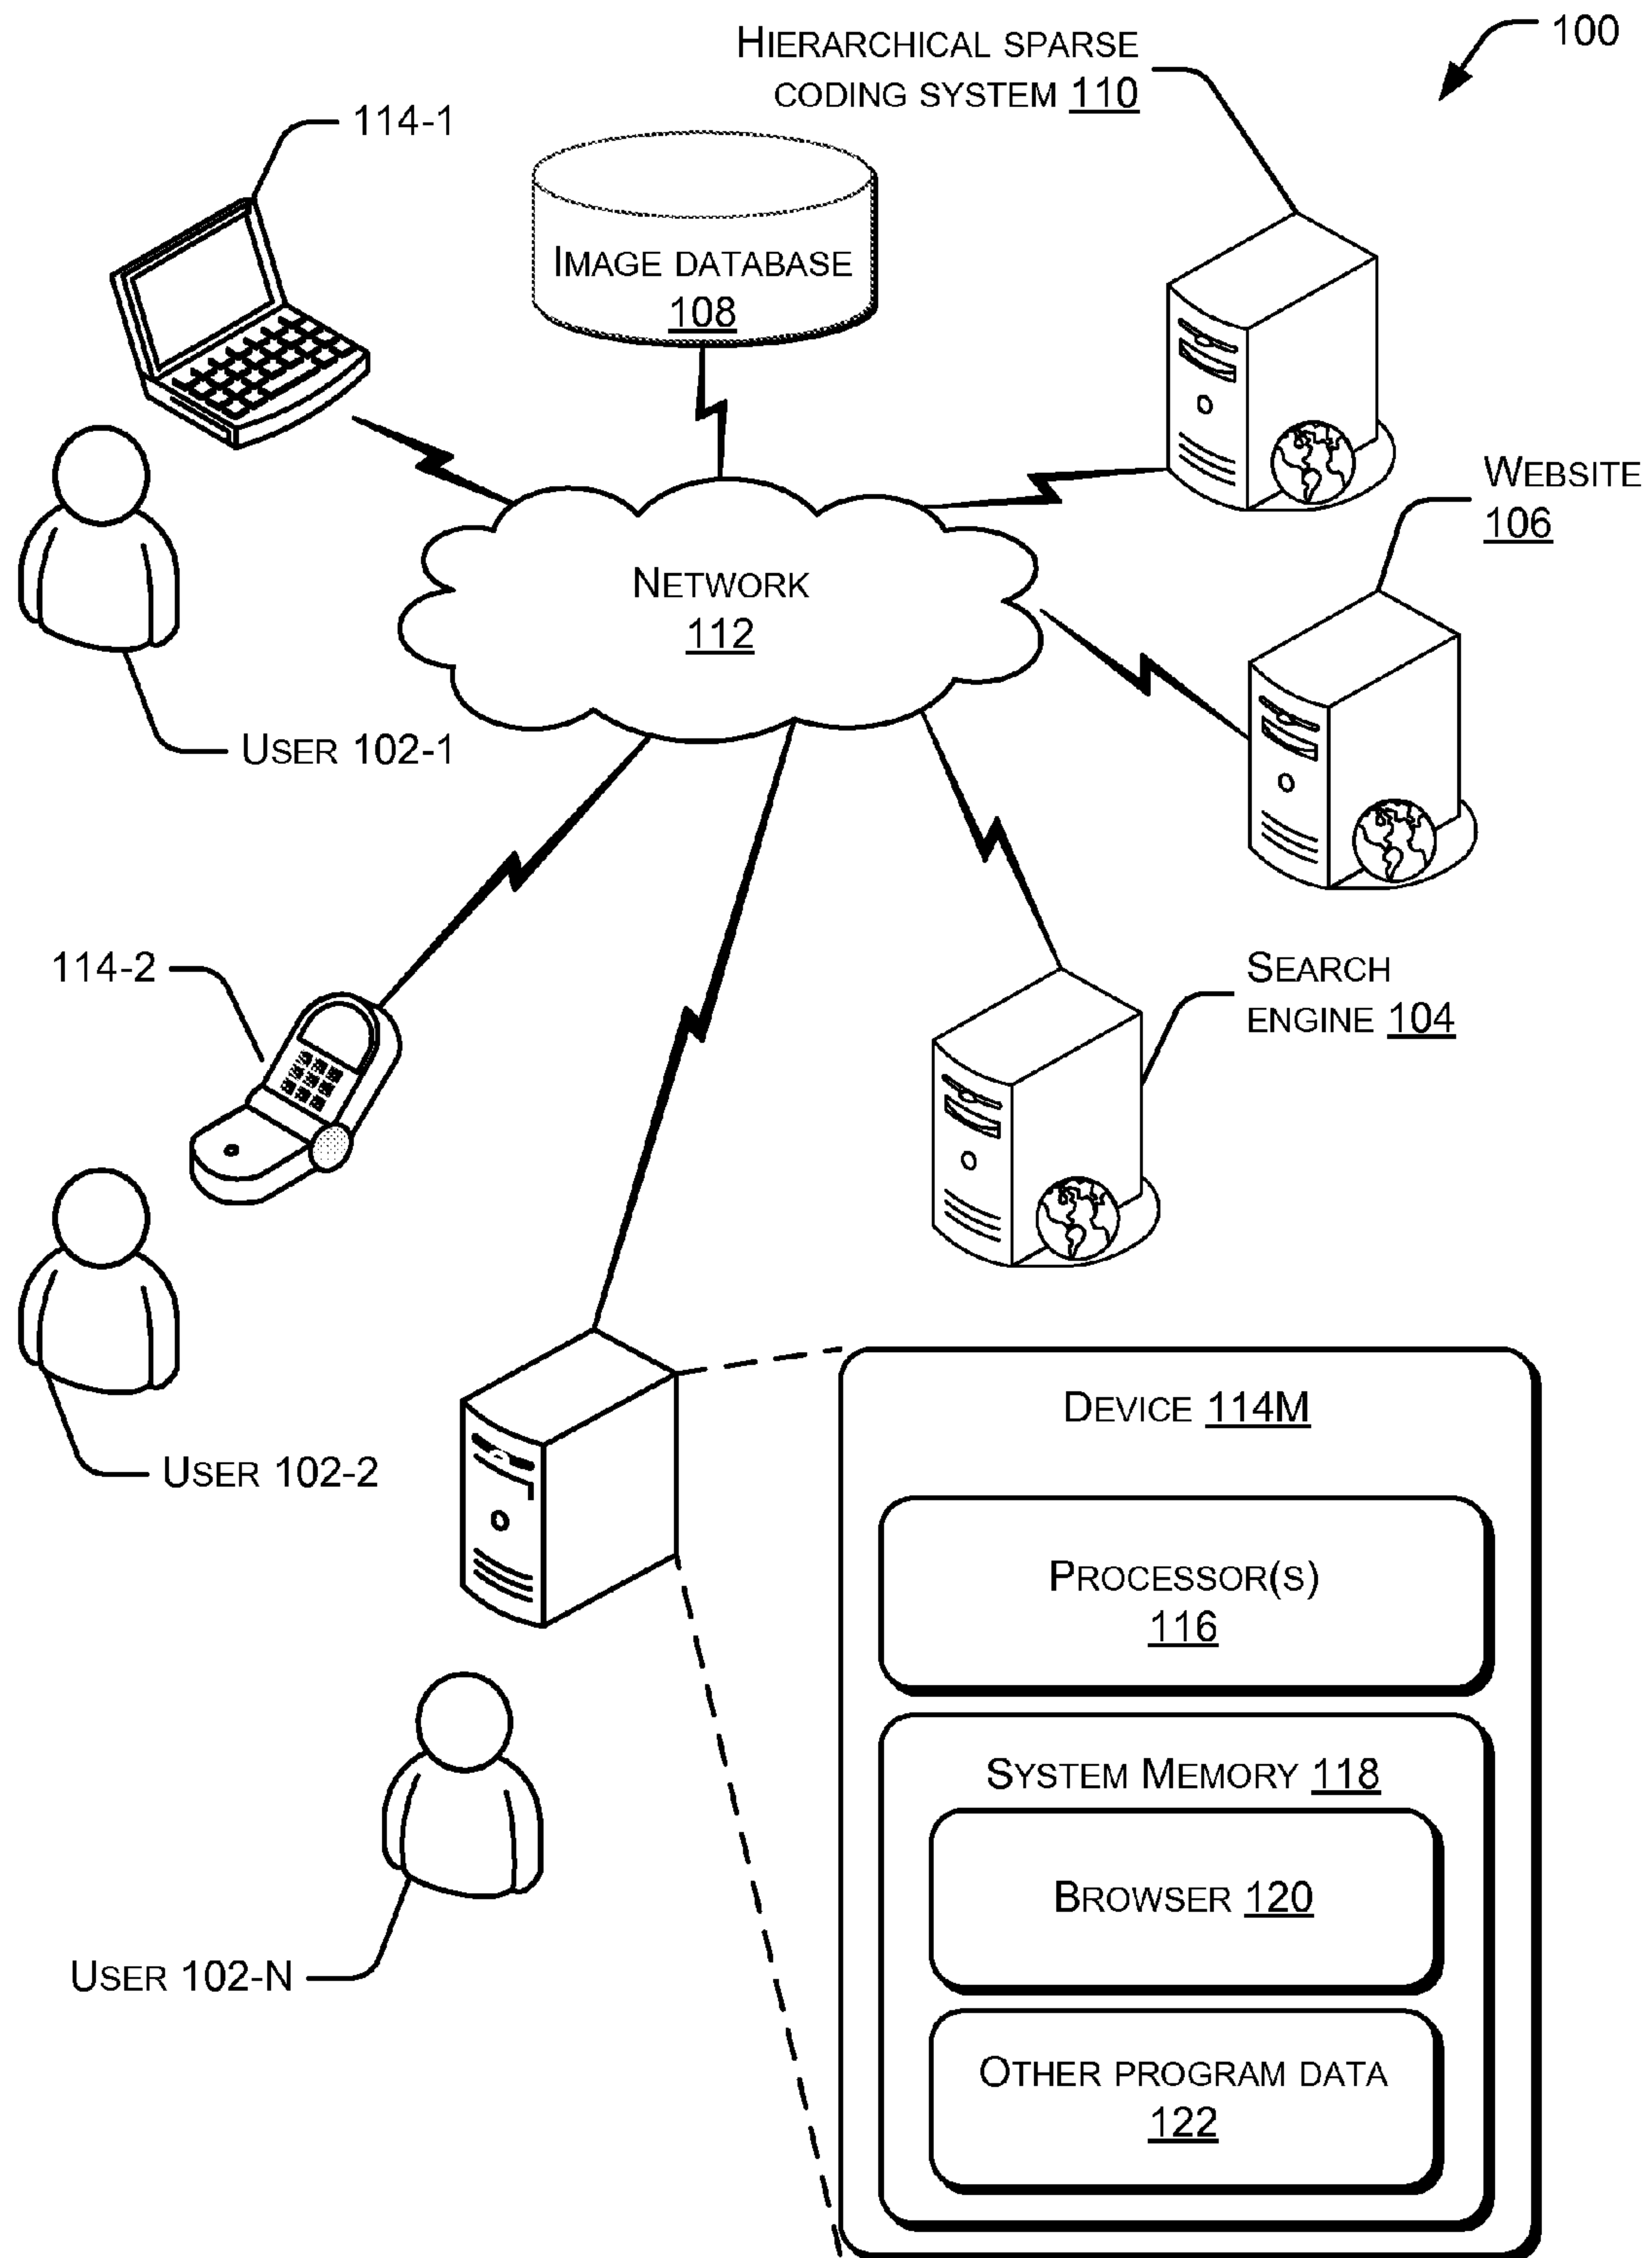 100
HIERARCHICAL SPARSE
CODING SYSTEM 110
114-1
IMAGE DATABASE
108
WEBSITE
106
NETWORK
112
USER 102-1
114-2
SEARCH
ENGINE 104
USER 102-2
DEVICE 114M
PROCESSOR(S)
116
SYSTEM MEMORY 118
BROWSER 120
USER 102-N
OTHER PROGRAM DATA
122